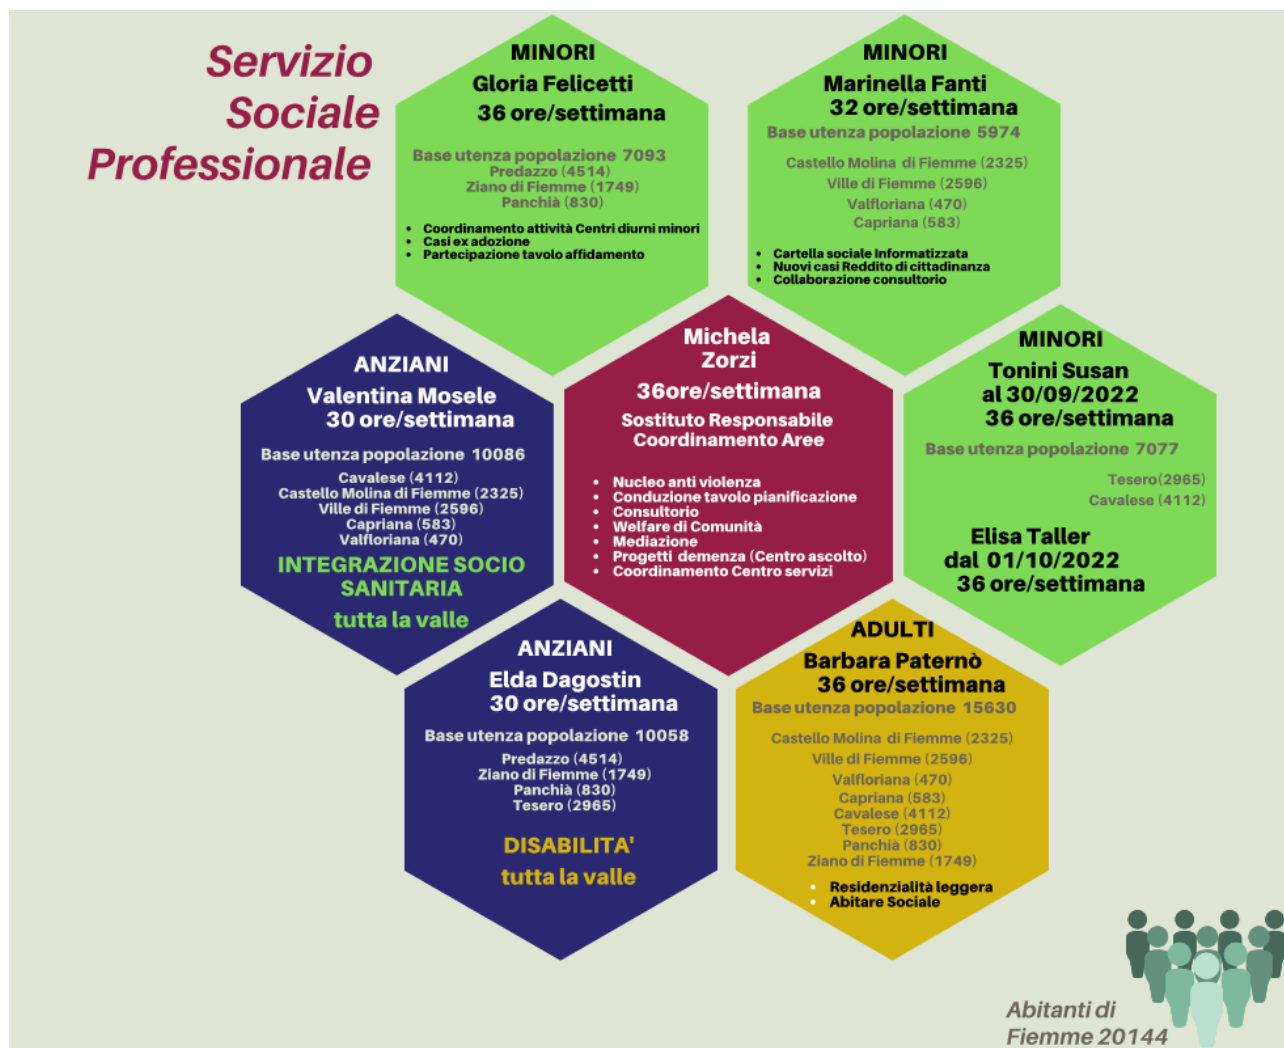 Servizio
Sociale
Professionale
MINORI
Gloria Felicetti
36 ore/settimana
Base utenza popolazione 7093
Predazzo (4514)
Ziano di Fiemme (1749)
Panchià (830)
• Coordinamento attività Centri diurni minori
• Casi ex adozione
• Partecipazione tavolo affidamento
MINORI
Marinella Fanti
32 ore/settimana
Base utenza popolazione 5974
Castello Molina di Fiemme (2325)
Ville di Fiemme (2596)
Valfloriana (470)
Capriana (583)
• Cartella sociale Informatizzata
• Nuovi casi Reddito di cittadinanza
• Collaborazione consultorio
ANZIANI
Valentina Mosele
30 ore/settimana
Base utenza popolazione 10086
Cavalese (4112)
Castello Molina di Fiemme (2325)
Ville di Fiemme (2596)
Capriana (583)
Valfloriana (470)
INTEGRAZIONE SOCIO
SANITARIA
tutta la valle
Michela
Zorzi
36ore/settimana
Sostituto Responsabile
Coordinamento Aree
• Nucleo anti violenza
• Conduzione tavolo pianificazione
• Consultorio
• Welfare di Comunità
• Mediazione
• Progetti demenza (Centro ascolto)
• Coordinamento Centro servizi
MINORI
Tonini Susan
al 30/09/2022
36 ore/settimana
Base utenza popolazione 7077
Tesero(2965)
Cavalese (4112)
Elisa Taller
dal 01/10/2022
36 ore/settimana
ANZIANI
Elda Dagostin
30 ore/settimana
Base utenza popolazione 10058
Predazzo (4514)
Ziano di Fiemme (1749)
Panchià (830)
Tesero (2965)
DISABILITA'
tutta la valle
ADULTI
Barbara Paternò
36 ore/settimana
Base utenza popolazione 15630
Castello Molina di Fiemme (2325)
Ville di Fiemme (2596)
Valfloriana (470)
Capriana (583)
Cavalese (4112)
Tesero (2965)
Panchià (830)
Ziano di Fiemme (1749)
• Residenzialità leggera
• Abitare Sociale
Abitanti di
Fiemme 20144